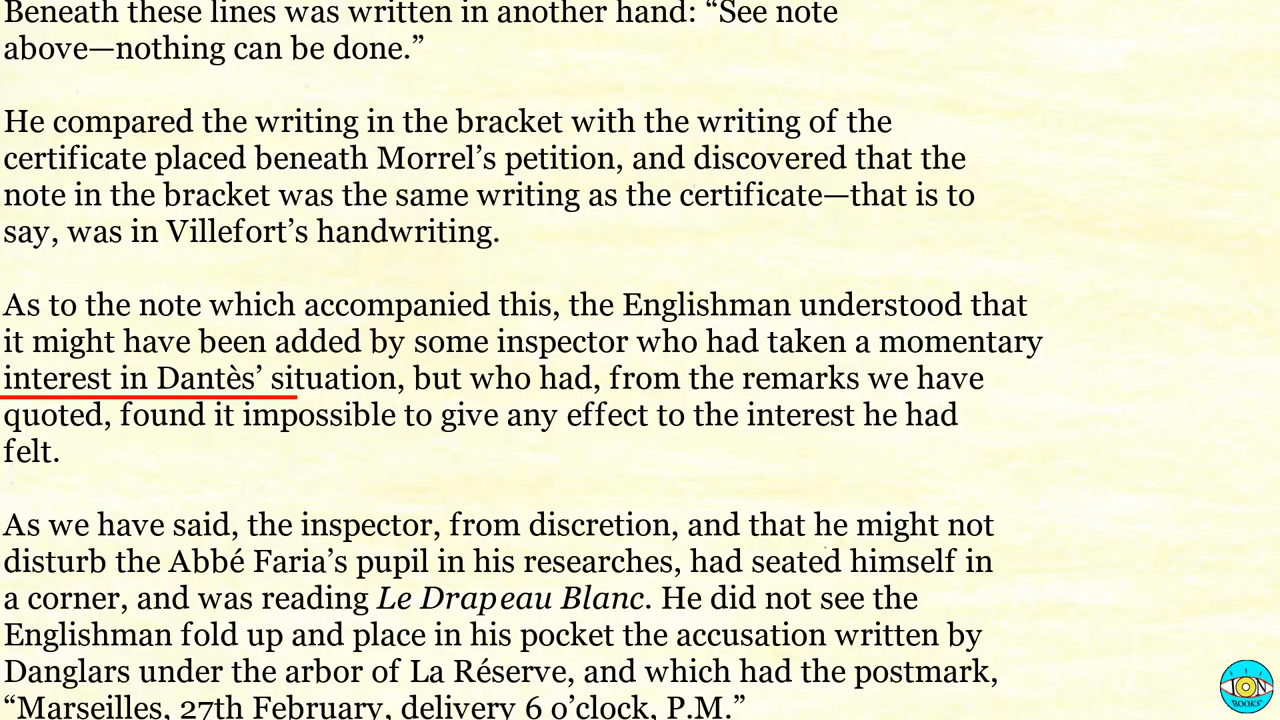 Beneath these lines was written in another hand: “See note
above—nothing can be done.”
He compared the writing in the bracket with the writing of the
certificate placed beneath Morrel’s petition, and discovered that the
note in the bracket was the same writing as the certificate—that is to
say, was in Villefort’s handwriting.
As to the note which accompanied this, the Englishman understood that
it might have been added by some inspector who had taken a momentary
interest in Dantès’ situation, but who had, from the remarks we have
quoted, found it impossible to give any effect to the interest he had
felt.
As we have said, the inspector, from discretion, and that he might not
disturb the Abbé Faria’s pupil in his researches, had seated himself in
a corner, and was reading Le Drapeau Blanc. He did not see the
Englishman fold up and place in his pocket the accusation written by
Danglars under the arbor of La Réserve, and which had the postmark,
“Marseilles, 27th February, delivery 6 o’clock, P.M.”
ION
BOOKS